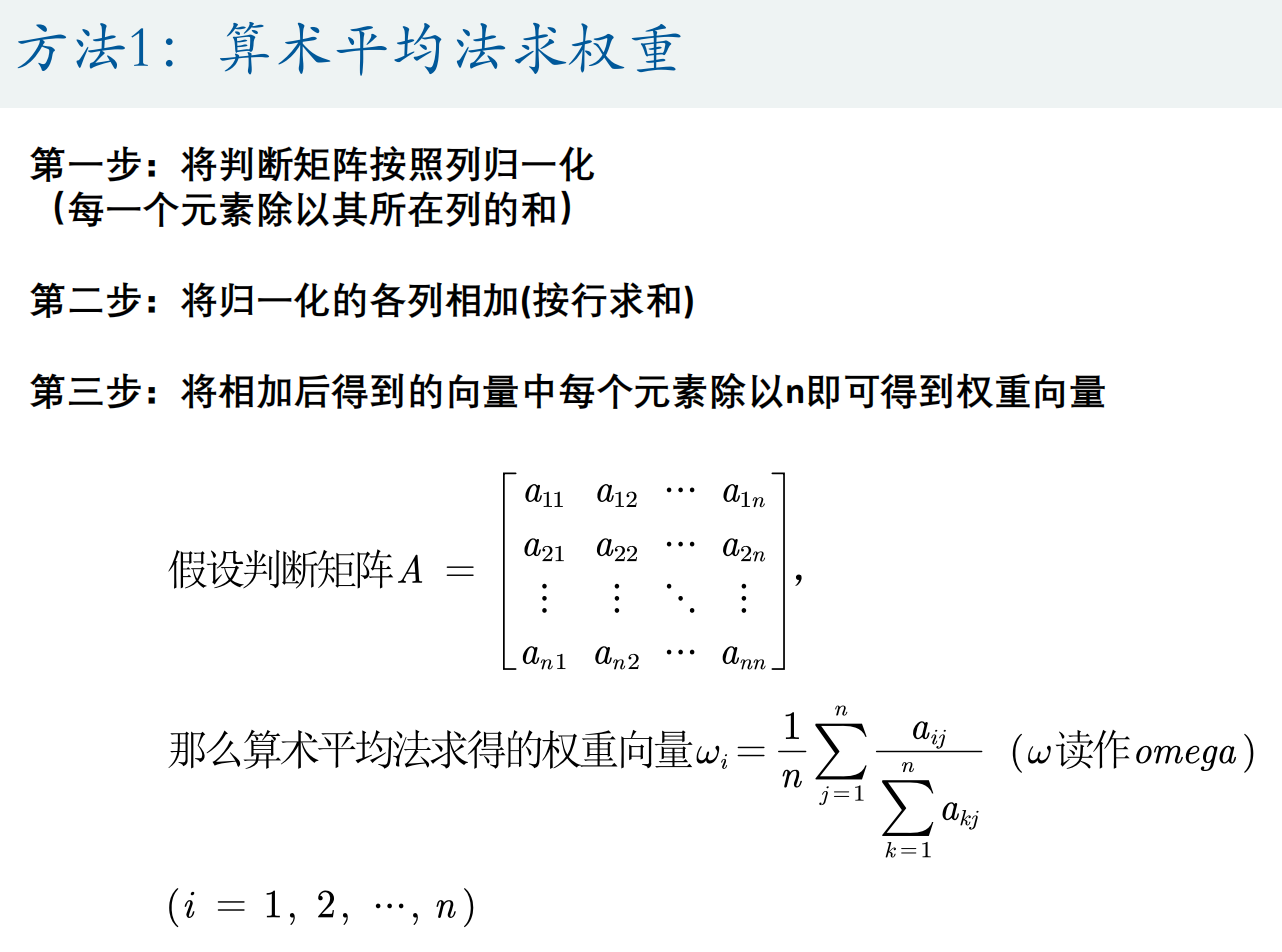 方法1：算术平均法求权重
第一步：将判断矩阵按照列归一化
（每一个元素除以其所在列的和）
第二步：将归一化的各列相加(按行求和)
第三步：将相加后得到的向量中每个元素除以n即可得到权重向量
假设判断矩阵 $A = \begin{bmatrix} a_{11} & a_{12} & \cdots & a_{1n} \\ a_{21} & a_{22} & \cdots & a_{2n} \\ \vdots & \vdots & \ddots & \vdots \\ a_{n1} & a_{n2} & \cdots & a_{nn} \end{bmatrix}$，
那么算术平均法求得的权重向量 $\omega_i = \frac{1}{n} \sum_{j=1}^{n} \frac{a_{ij}}{\sum_{k=1}^{n} a_{kj}}$ (ω读作omega)
(i = 1, 2, ⋯, n)